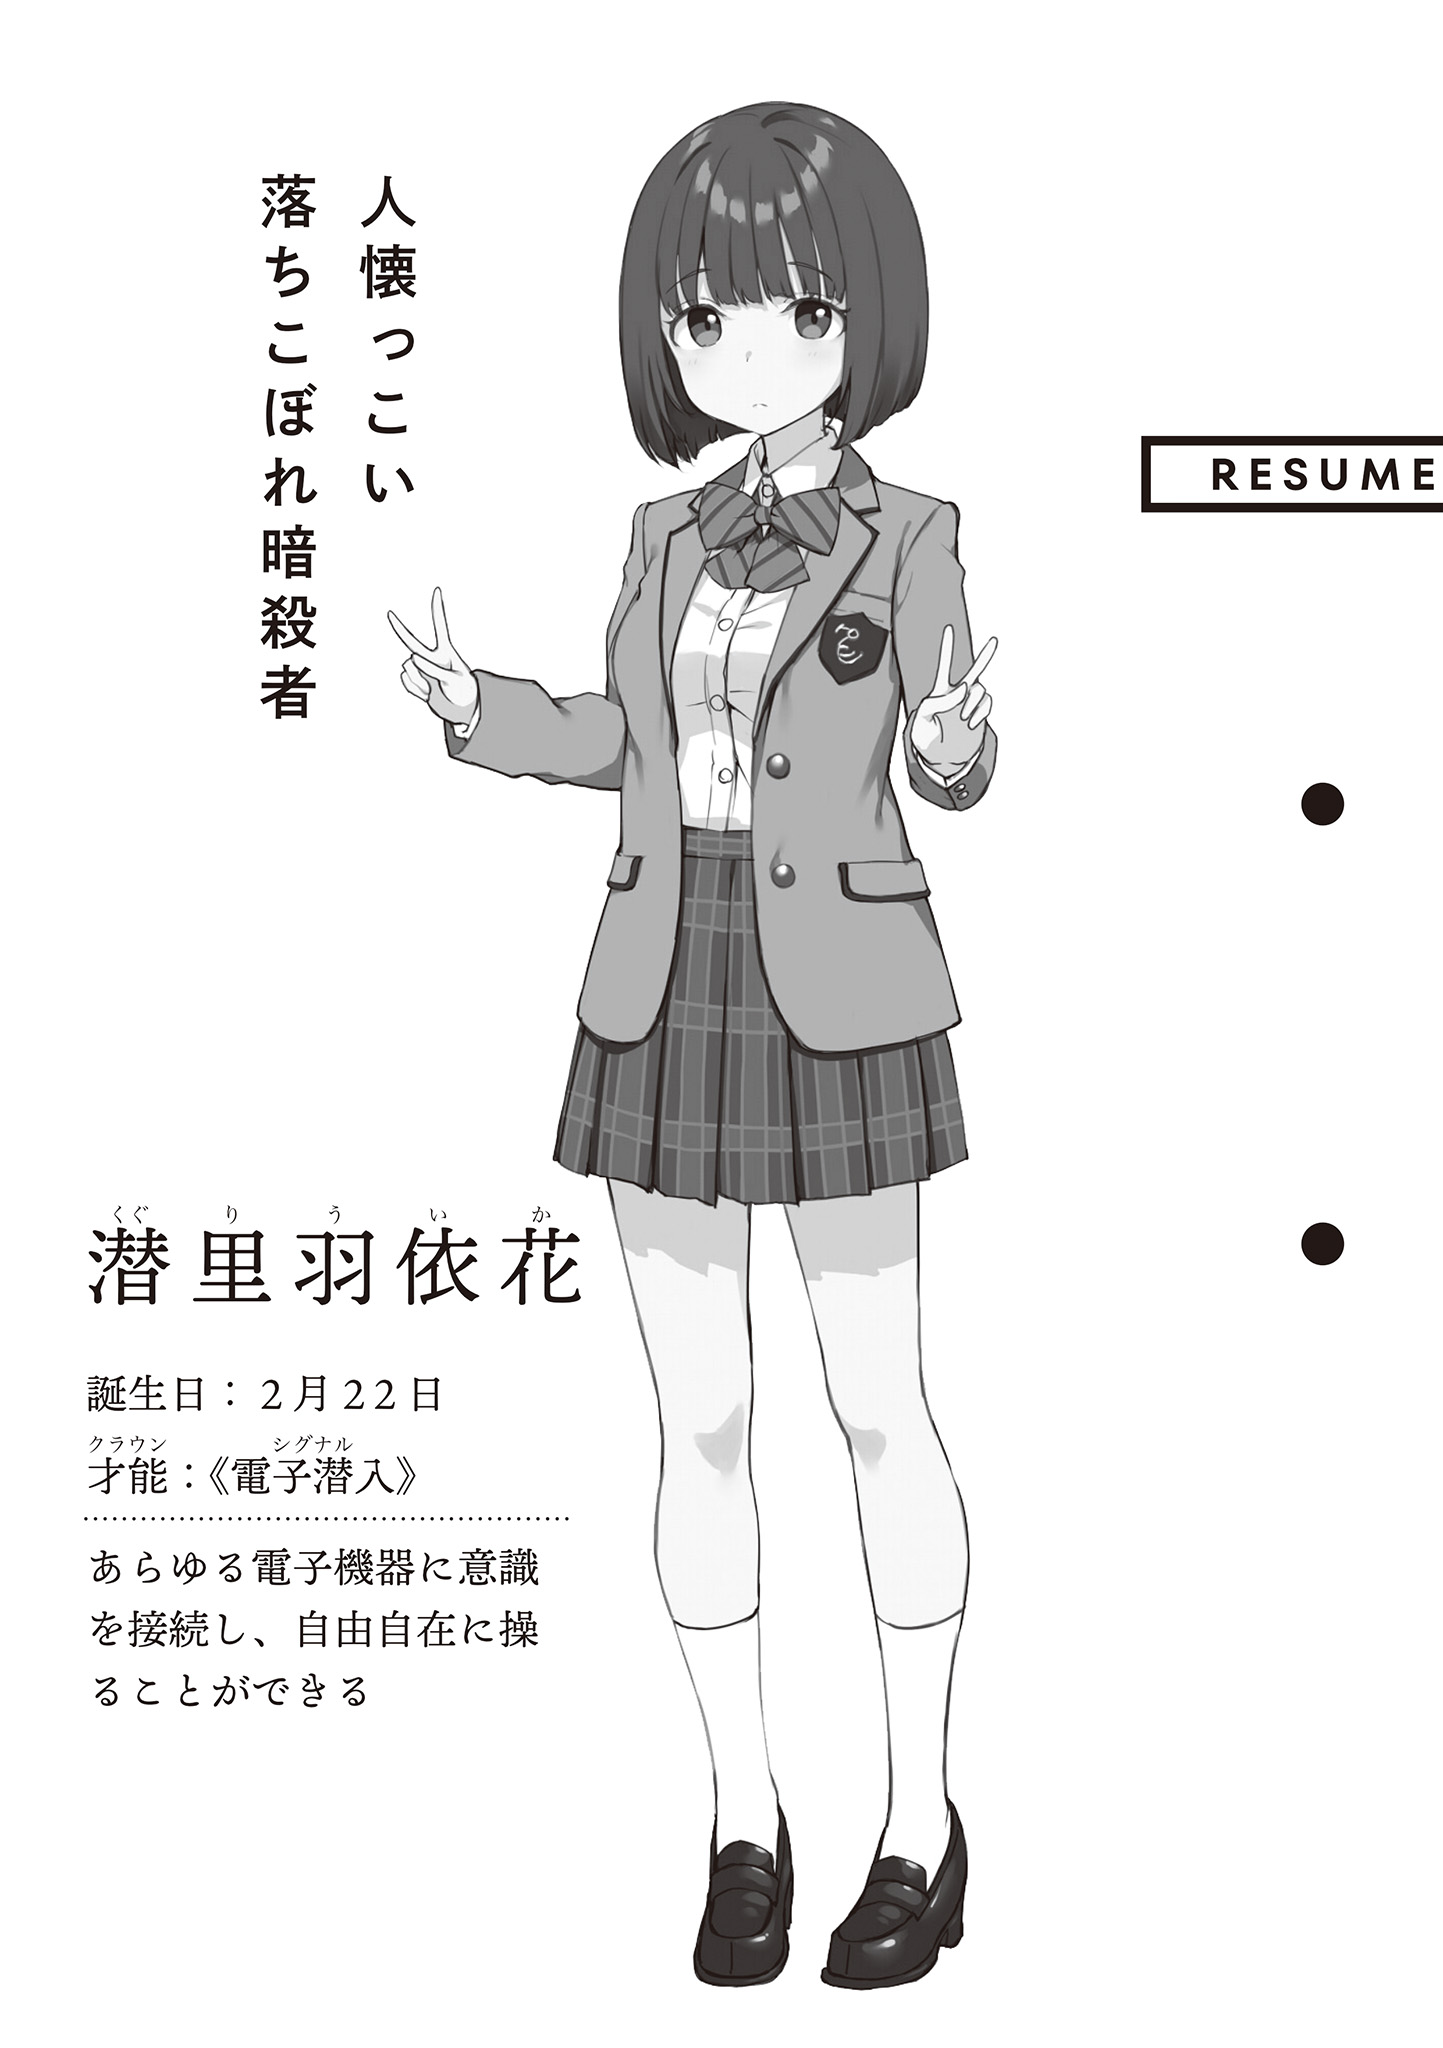 人懐っこい
落ちこぼれ暗殺者
RESUME
くぐ り う い か
潜里羽依花
誕生日：２月２２日
クラウン シグナル
才能：《電子潜入》
あらゆる電子機器に意識
を接続し、自由自在に操
ることができる